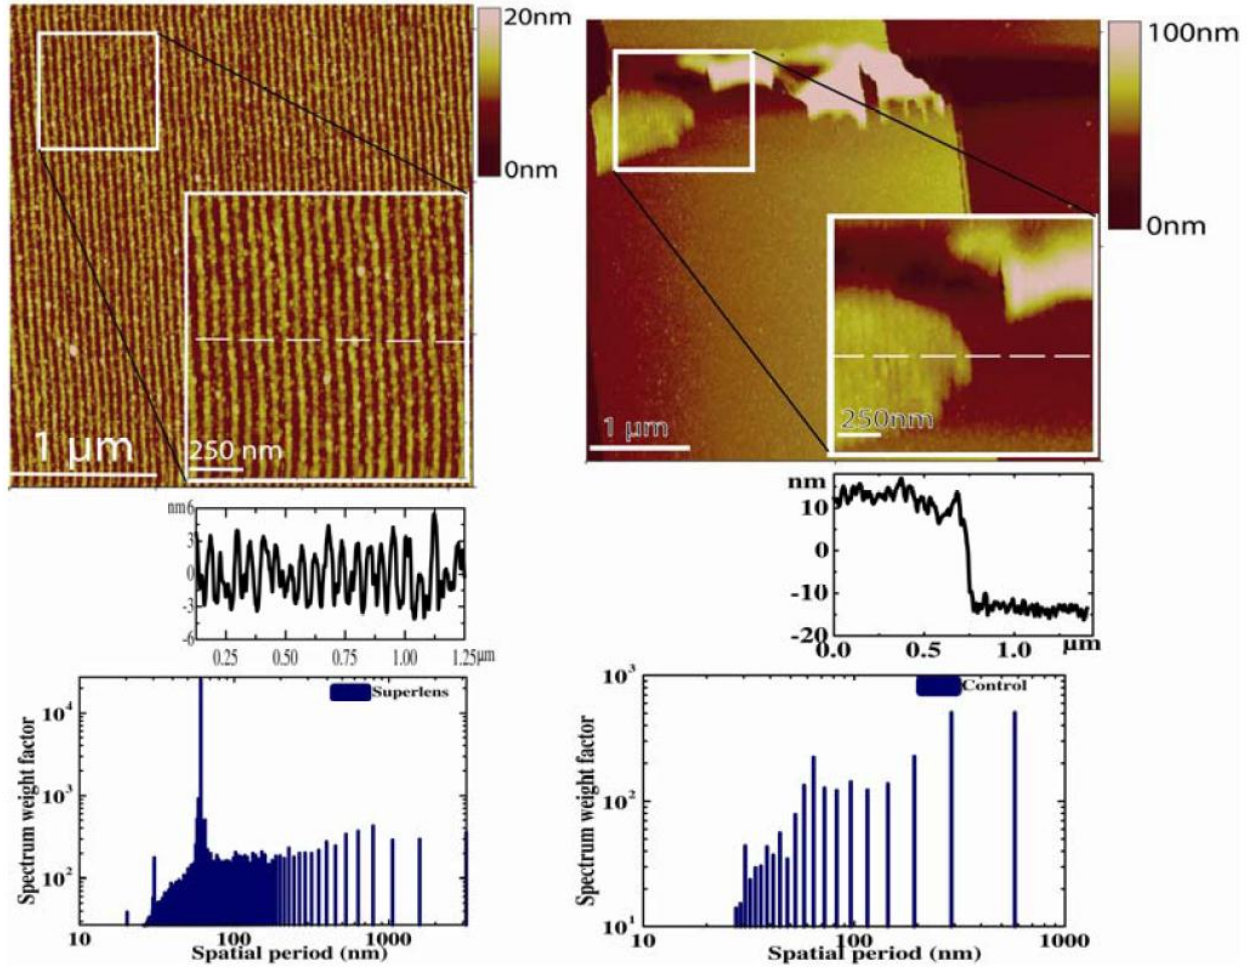 20nm
0nm
1 µm
250 nm
100nm
0nm
1 µm
250nm
nm6
3
0
-3
-6
0.25 0.50 0.75 1.00 1.25µm
nm
10
0
-10
-20
0.0 0.5 1.0 µm
Superlens
Spectrum weight factor
10⁴
10³
10²
10 100 1000
Spatial period (nm)
Control
Spectrum weight factor
10³
10²
10¹
10 100 1000
Spatial period (nm)